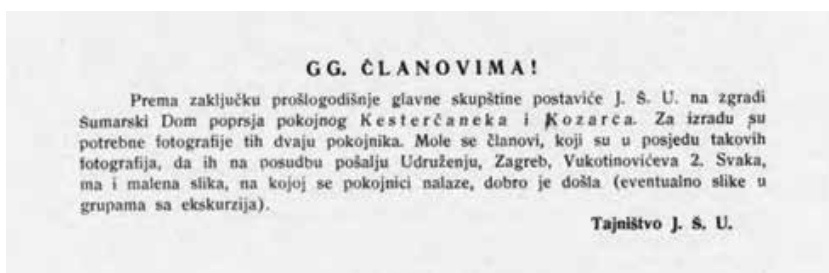 GG. ČLANOVIMA!
Prema zaključku prošlogodišnje glavne skupštine postaviće J. Š. U. na zgradi
Šumarski Dom poprsja pokojnog Kesterčaneka i Kozarca. Za izradu su
potrebne fotografije tih dvaju pokojnika. Mole se članovi, koji su u posjedu takovih
fotografija, da ih na posudbu pošalju Udruženju, Zagreb, Vukotinovićeva 2. Svaka,
ma i malena slika, na kojoj se pokojnici nalaze, dobro je došla (eventualno slike u
grupama sa ekskurzija).
Tajništvo J. Š. U.